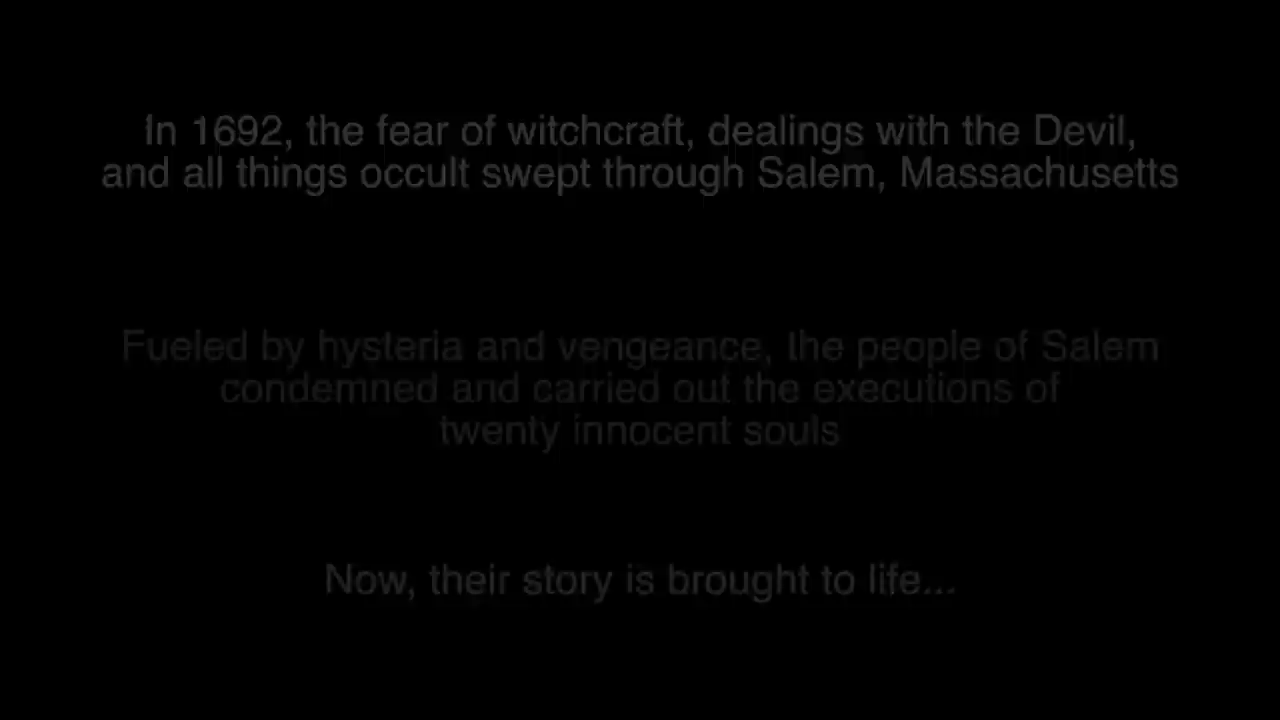 In 1692, the fear of witchcraft, dealings with the Devil,
and all things occult swept through Salem, Massachusetts
Fueled by hysteria and vengeance, the people of Salem
condemned and carried out the executions of
twenty innocent souls
Now, their story is brought to life...